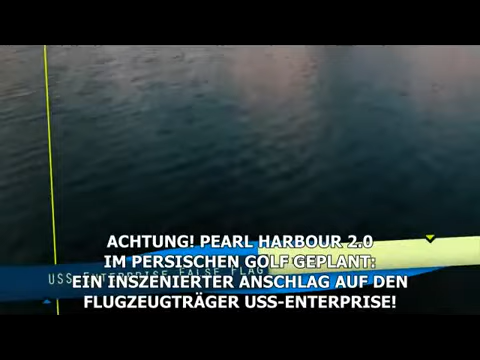 ACHTUNG! PEARL HARBOUR 2.0
IM PERSISCHEN GOLF GEPLANT:
USS-ENTERPRISE FALSE FLAG
EIN INSZENIERTER ANSCHLAG AUF DEN
FLUGZEUGTRÄGER USS-ENTERPRISE!